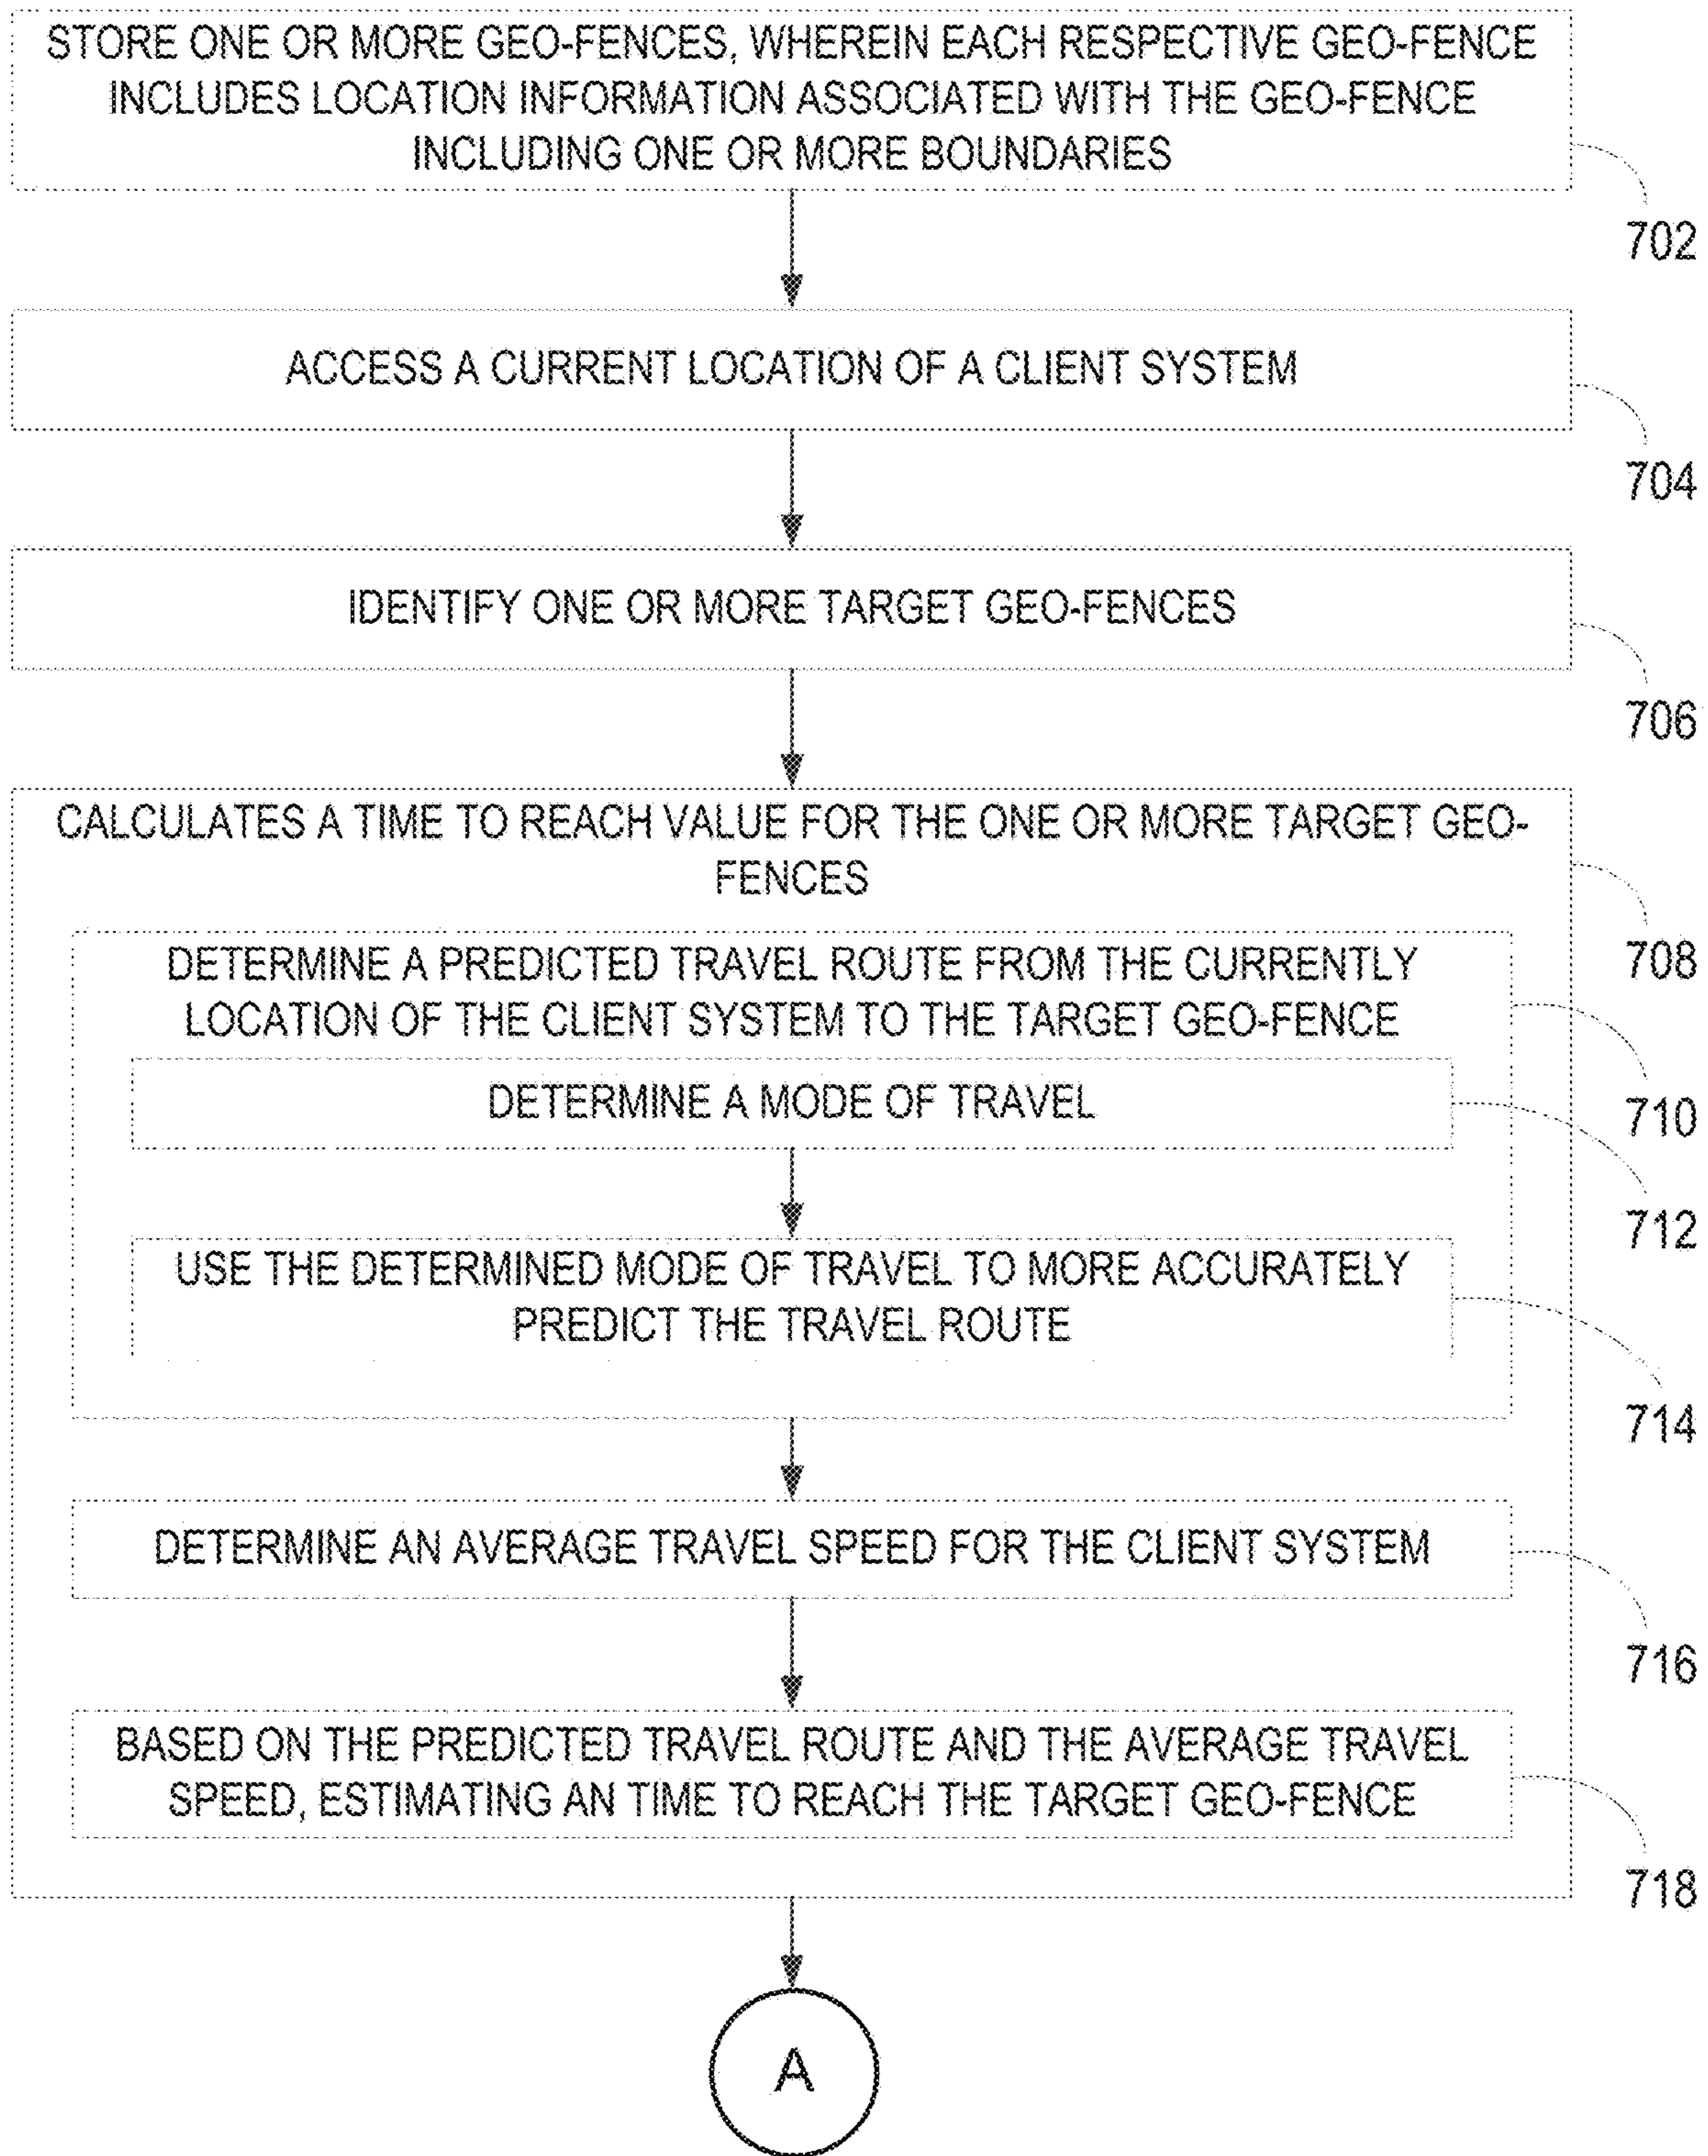 STORE ONE OR MORE GEO-FENCES, WHEREIN EACH RESPECTIVE GEO-FENCE
INCLUDES LOCATION INFORMATION ASSOCIATED WITH THE GEO-FENCE
INCLUDING ONE OR MORE BOUNDARIES
702
ACCESS A CURRENT LOCATION OF A CLIENT SYSTEM
704
IDENTIFY ONE OR MORE TARGET GEO-FENCES
706
CALCULATES A TIME TO REACH VALUE FOR THE ONE OR MORE TARGET GEO-
FENCES
708
DETERMINE A PREDICTED TRAVEL ROUTE FROM THE CURRENTLY
LOCATION OF THE CLIENT SYSTEM TO THE TARGET GEO-FENCE
710
DETERMINE A MODE OF TRAVEL
712
USE THE DETERMINED MODE OF TRAVEL TO MORE ACCURATELY
PREDICT THE TRAVEL ROUTE
714
DETERMINE AN AVERAGE TRAVEL SPEED FOR THE CLIENT SYSTEM
716
BASED ON THE PREDICTED TRAVEL ROUTE AND THE AVERAGE TRAVEL
SPEED, ESTIMATING AN TIME TO REACH THE TARGET GEO-FENCE
718
A